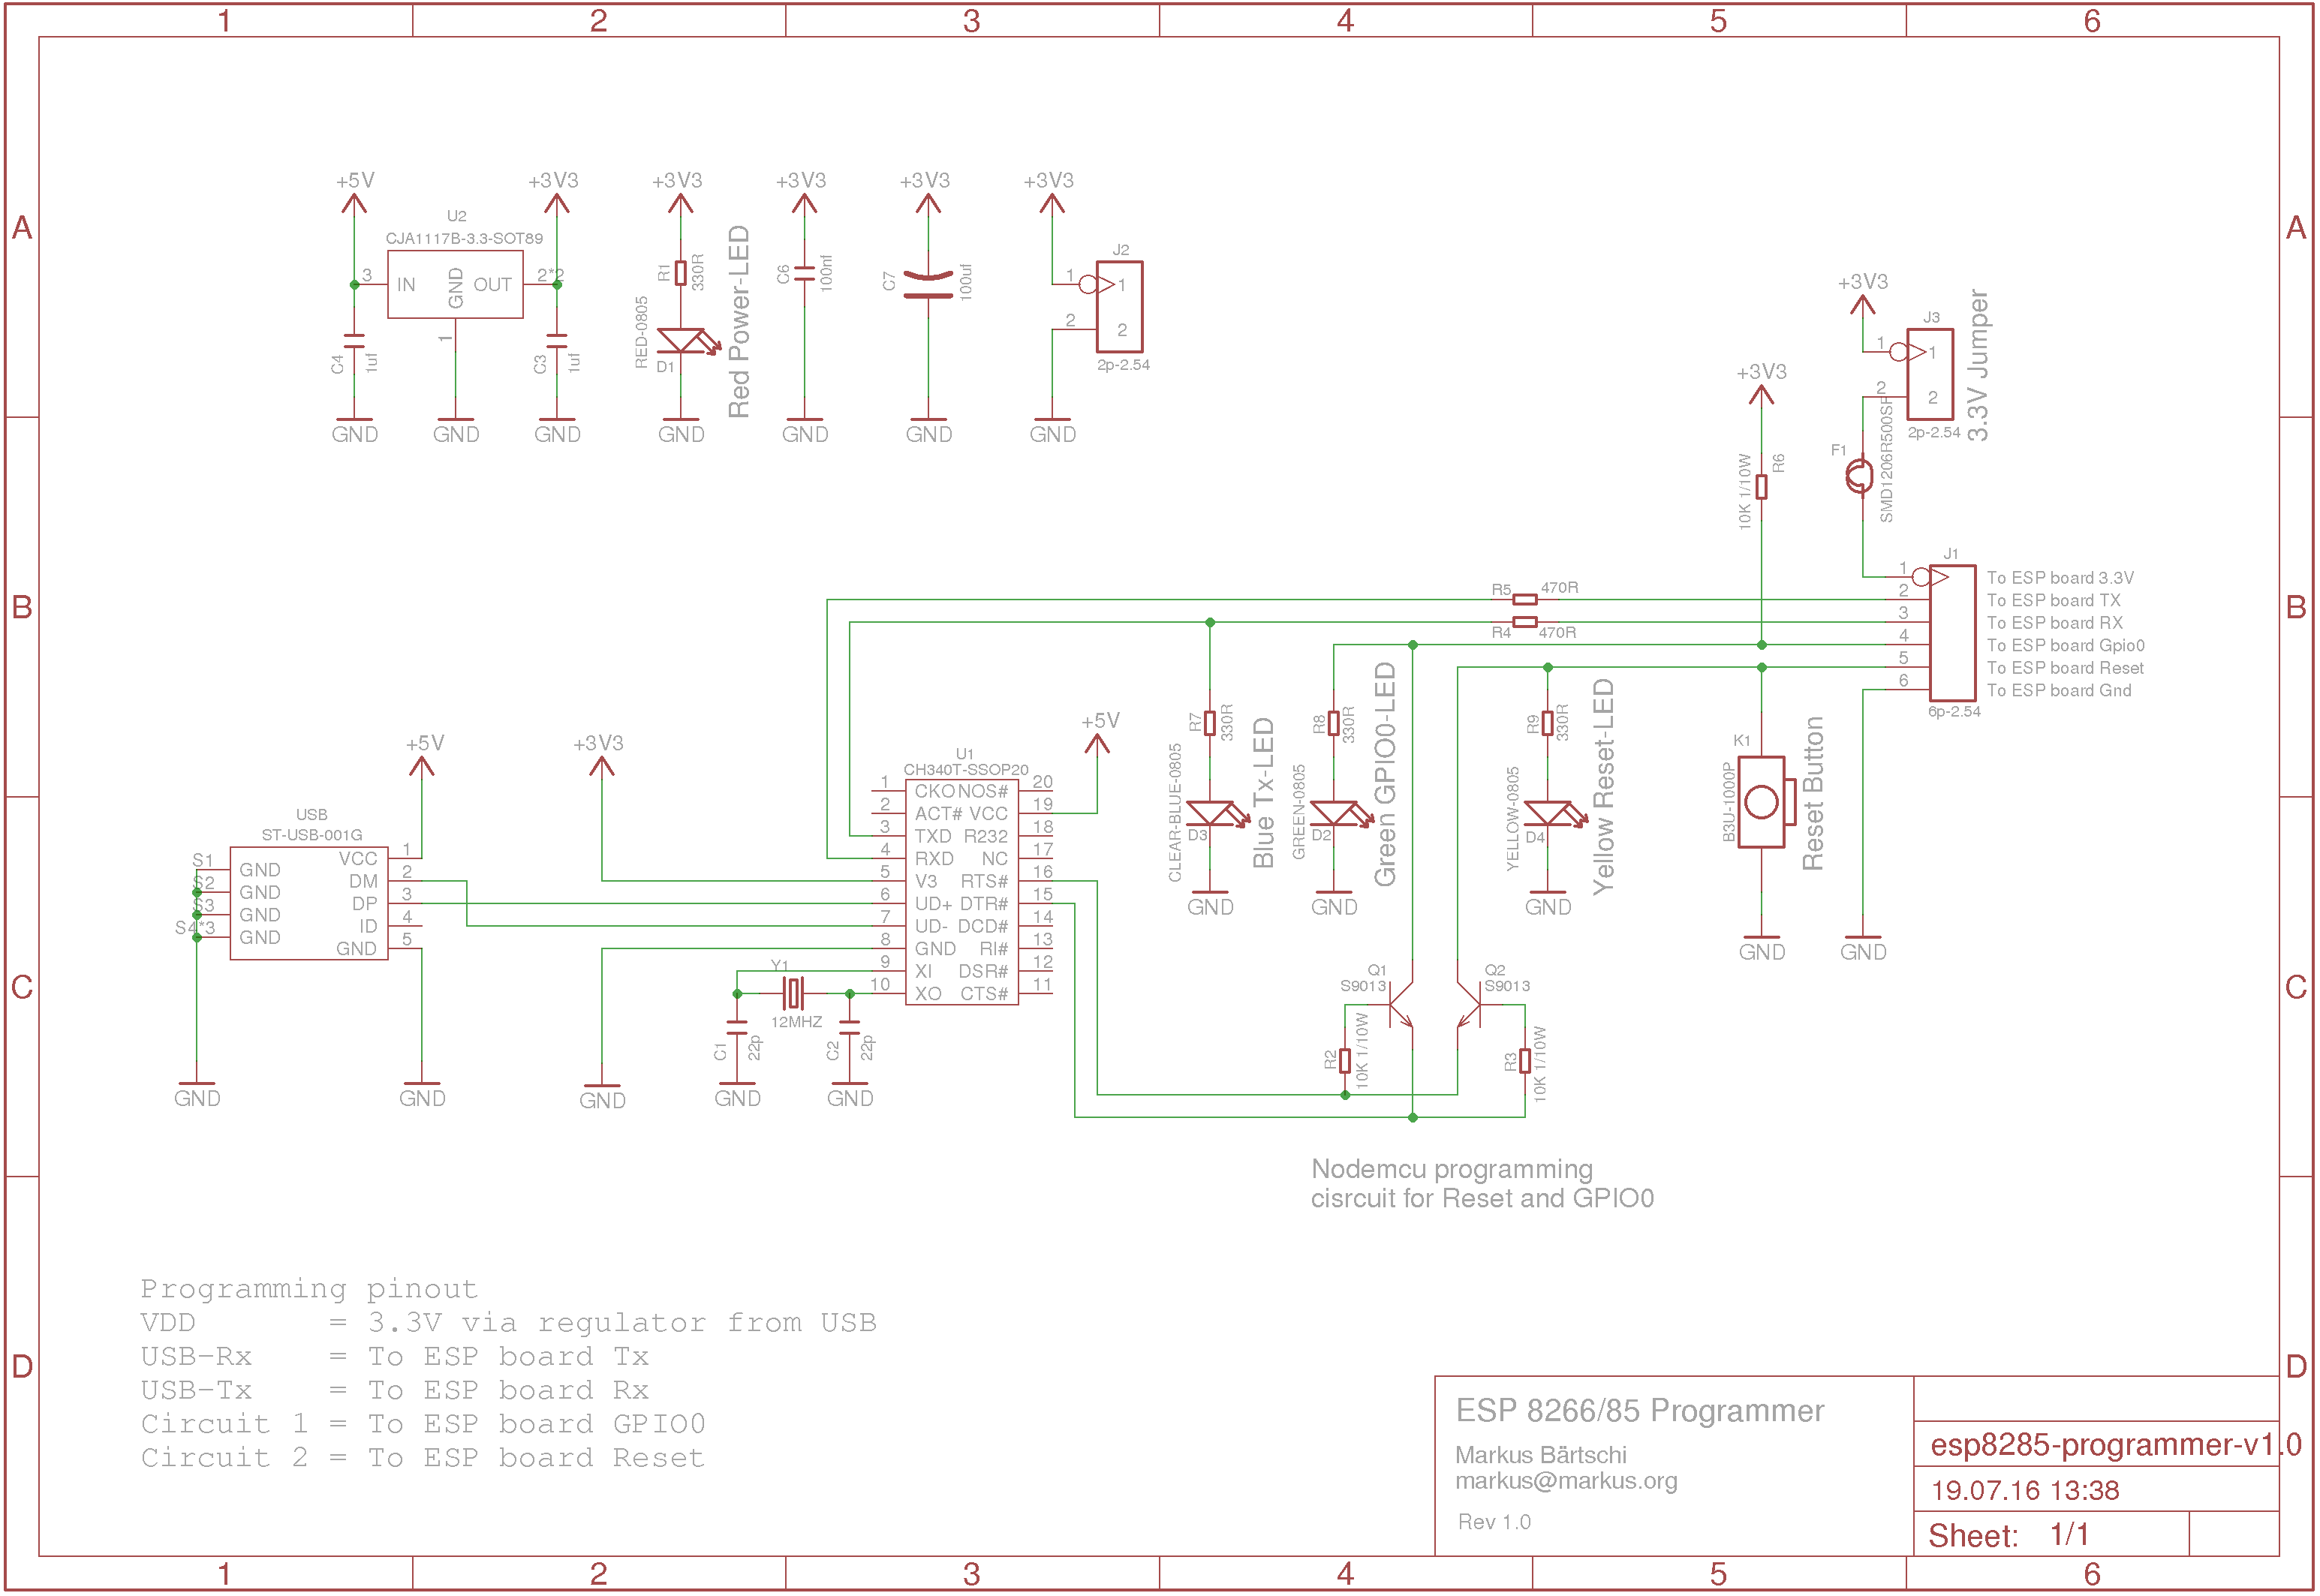 1 2 3 4 5 6
A A
+5V +3V3 +3V3 +3V3 +3V3 +3V3
U2
CJA1117B-3.3-SOT89
3 IN GND OUT 2*2
1
C4 1uf
C3 1uf
GND GND GND
R1 330R
RED-0805
D1
Red Power-LED
GND
C6 100nf
GND
C7 100uf
GND
J2
1 1
2 2
2p-2.54
GND
+3V3
J3
1 1
2 2
2p-2.54
3.3V Jumper
F1
SMD1206R500SF
+3V3
10K 1/10W
R6
B B
J1
1 To ESP board 3.3V
2 To ESP board TX
3 To ESP board RX
4 To ESP board Gpio0
5 To ESP board Reset
6 To ESP board Gnd
6p-2.54
R5 470R
R4 470R
R7 330R
CLEAR-BLUE-0805
D3
Blue Tx-LED
GND
R8 330R
GREEN-0805
D2
Green GPIO0-LED
GND
R9 330R
YELLOW-0805
D4
Yellow Reset-LED
GND
K1
B3U-1000P
Reset Button
GND
GND
+5V
+3V3
+5V
USB
ST-USB-001G
S1 GND VCC 1
S2 GND DM 2
S3 GND DP 3
S4*3 GND ID 4
GND 5
GND GND GND
U1
CH340T-SSOP20
1 CKO NOS# 20
2 ACT# VCC 19
3 TXD R232 18
4 RXD NC 17
5 V3 RTS# 16
6 UD+ DTR# 15
7 UD- DCD# 14
8 GND RI# 13
9 XI DSR# 12
10 XO CTS# 11
C C
Y1
12MHZ
C1 22p
C2 22p
GND GND
Q1
S9013
Q2
S9013
R2 10K 1/10W
R3 10K 1/10W
Nodemcu programming
cisrcuit for Reset and GPIO0
Programming pinout
VDD = 3.3V via regulator from USB
USB-Rx = To ESP board Tx
USB-Tx = To ESP board Rx
Circuit 1 = To ESP board GPIO0
Circuit 2 = To ESP board Reset
D D
ESP 8266/85 Programmer
Markus Bärtschi
markus@markus.org
Rev 1.0
esp8285-programmer-v1.0
19.07.16 13:38
Sheet: 1/1
1 2 3 4 5 6